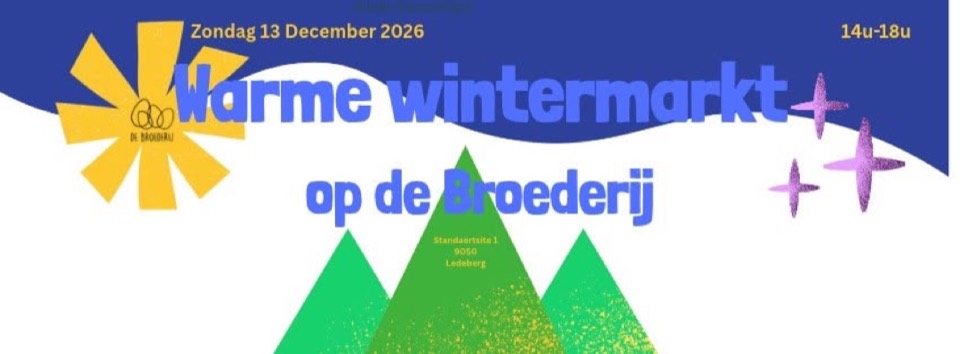 Zondag 13 December 2026
14u-18u
Warme wintermarkt
DE BROEDERIJ
op de Broederij
Standaertsite 1
9050
Ledeberg